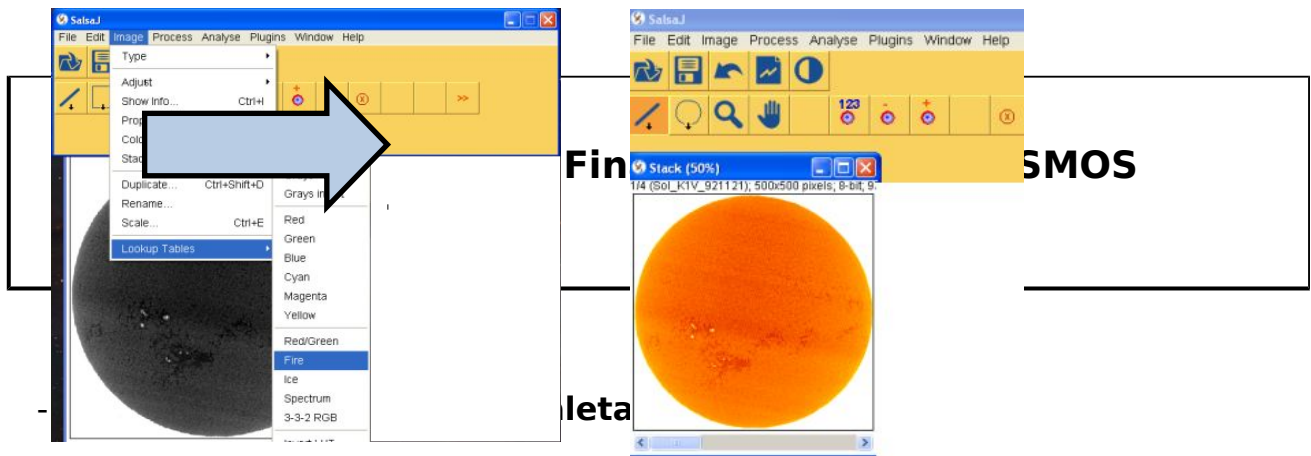 SalsaJ
File Edit Image Process Analyse Plugins Window Help
Type
Adjust
Show Info... Ctrl+I
Duplicate... Ctrl+Shift+D
Rename...
Scale... Ctrl+E
Lookup Tables
Red
Green
Blue
Cyan
Magenta
Yellow
Red/Green
Fire
Ice
Spectrum
3-3-2 RGB
>>
Fin
SMOS
-
SalsaJ
File Edit Image Process Analyse Plugins Window Help
123
Stack (50%)
1/4 (Sol_K1V_921121); 500x500 pixels; 8-bit;